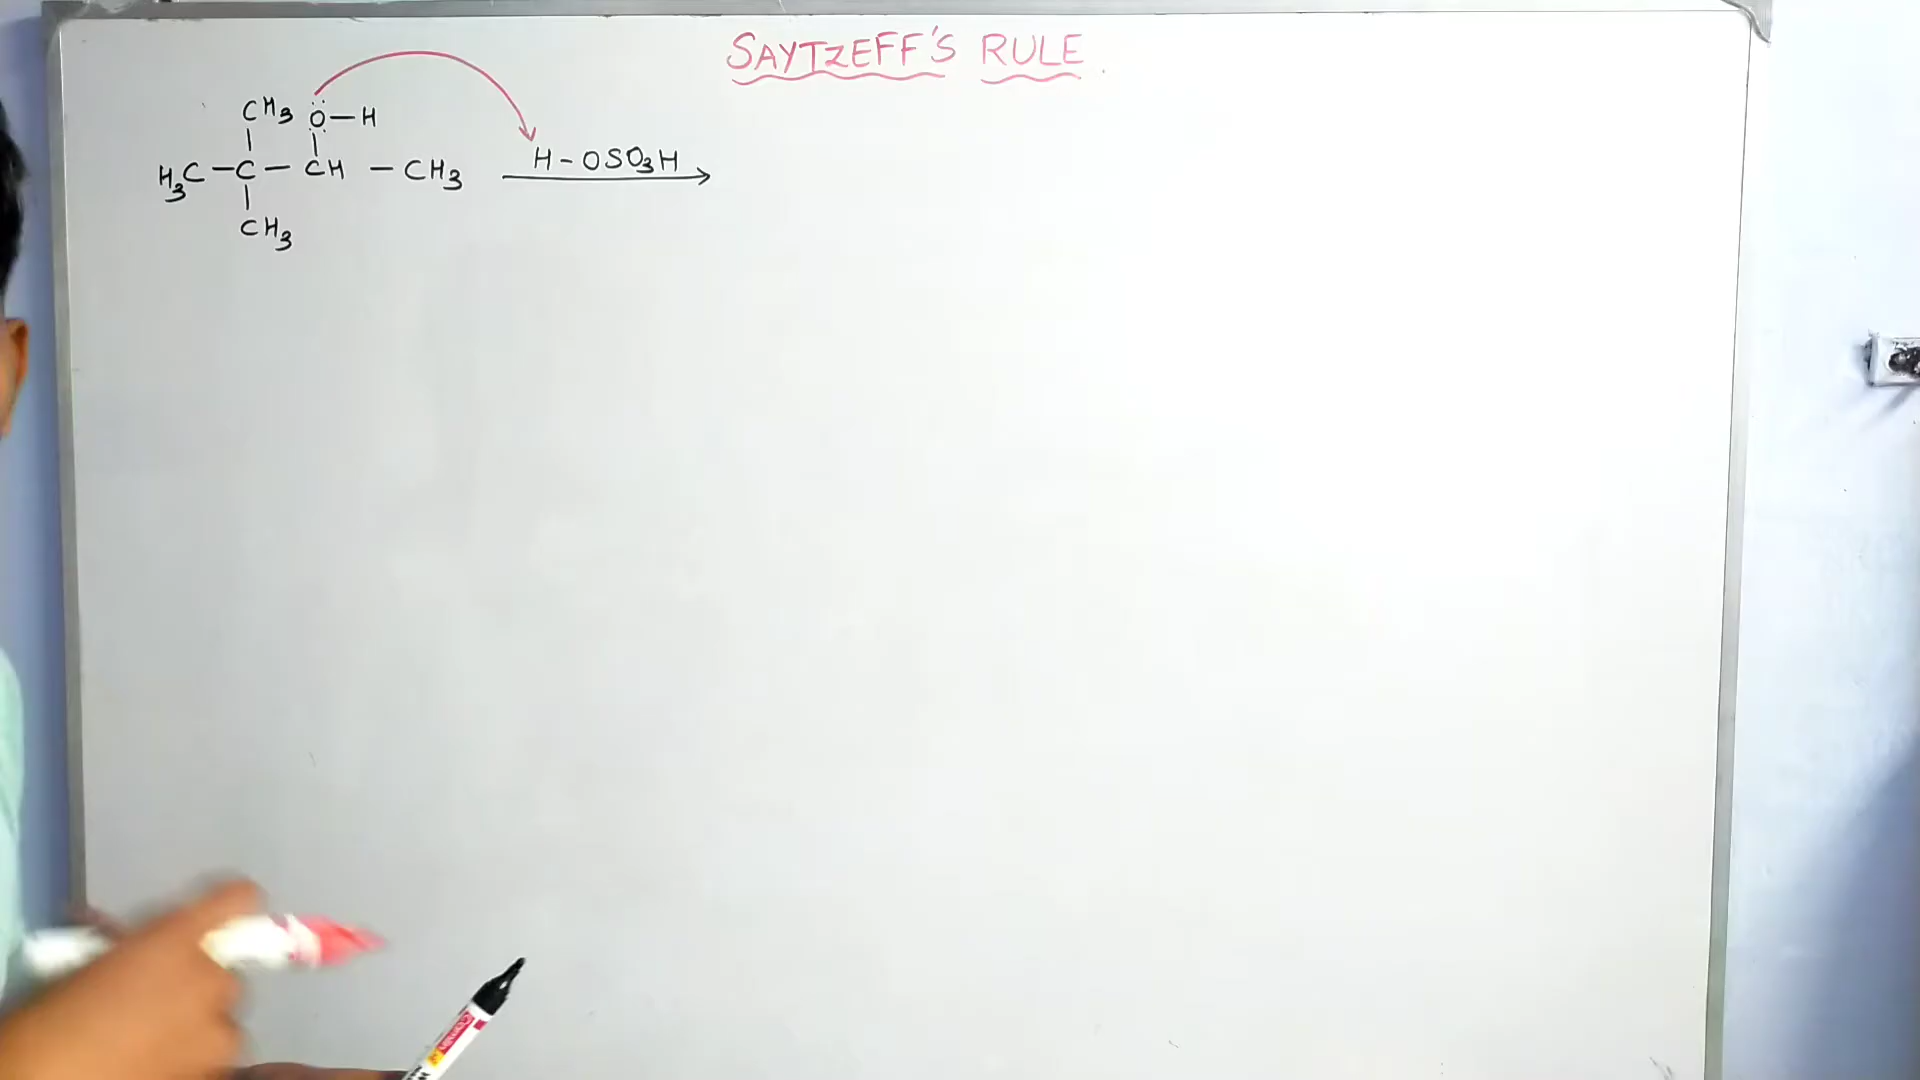 SAYTZEFF'S RULE.
CH3 Ö—H
H3C—C—CH—CH3 H-OSO3H
CH3